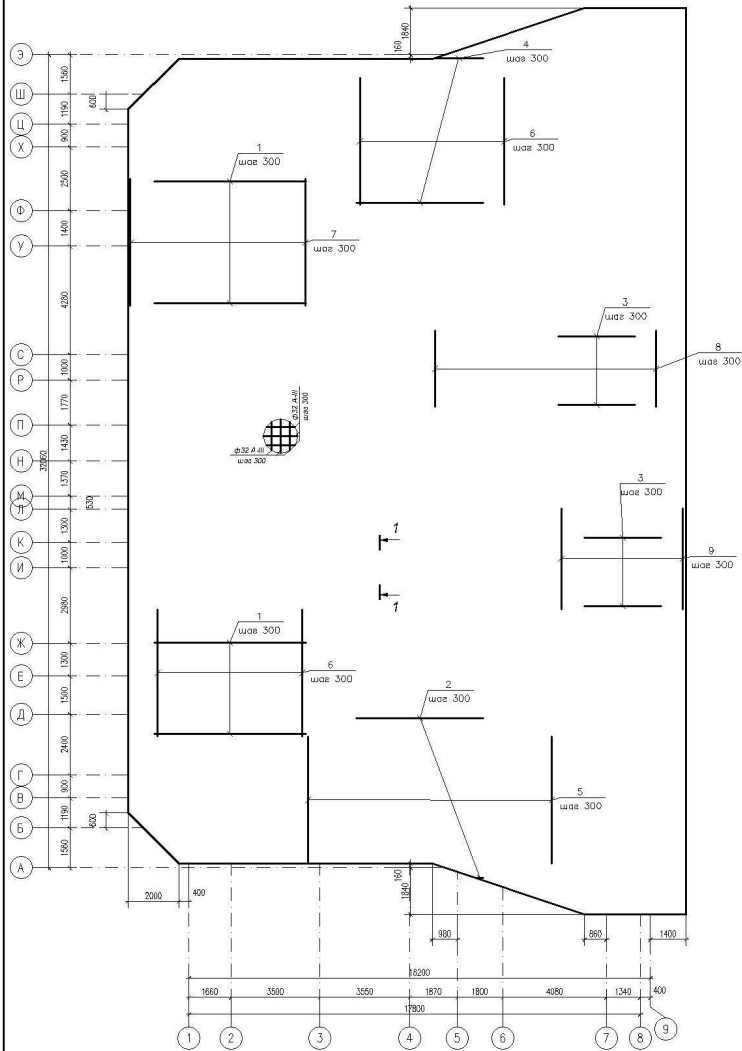 160
1840
Э
4
шаг 300
1560
Ш
600
1190
Ц
6
шаг 300
900
Х
1
шаг 300
2500
Ф
1400
У
7
шаг 300
4280
3
шаг 300
С
8
шаг 300
1000
Р
1770
П
ф32 А-III
шаг 300
1430
ф32 А-III
шаг 300
32060
Н
1370
М
Л
530
1300
К
1
3
шаг 300
1000
И
9
шаг 300
2980
1
1
шаг 300
Ж
1300
6
шаг 300
Е
1500
2
шаг 300
Д
2400
Г
5
шаг 300
900
В
1190
600
Б
1560
А
160
1840
2000
400
980
860
1400
18200
1660
3500
3550
1870
1800
4080
1340
400
17800
1
2
3
4
5
6
7
8
9